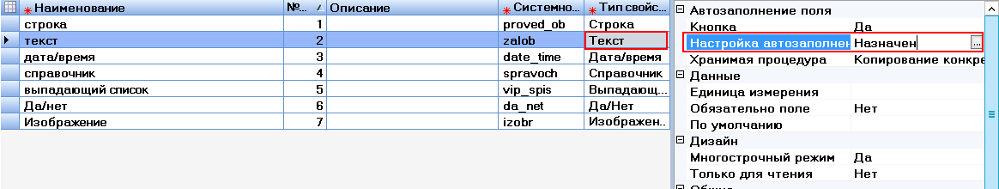 Наименование №... Описание Системно... Тип свойс...
строка 1 proved_ob Строка
текст 2 zalob Текст
дата/время 3 date_time Дата/время
справочник 4 spravoch Справочник
выпадающий список 5 vip_spis Выпадающ...
Да/нет 6 da_net Да/Нет
Изображение 7 izobr Изображен...
Автозаполнение поля
Кнопка Да
Настройка автозаполнен Назначен ...
Хранимая процедура Копирование конкре
Данные
Единица измерения
Обязательно поле Нет
По умолчанию
Дизайн
Многострочный режим Да
Только для чтения Нет